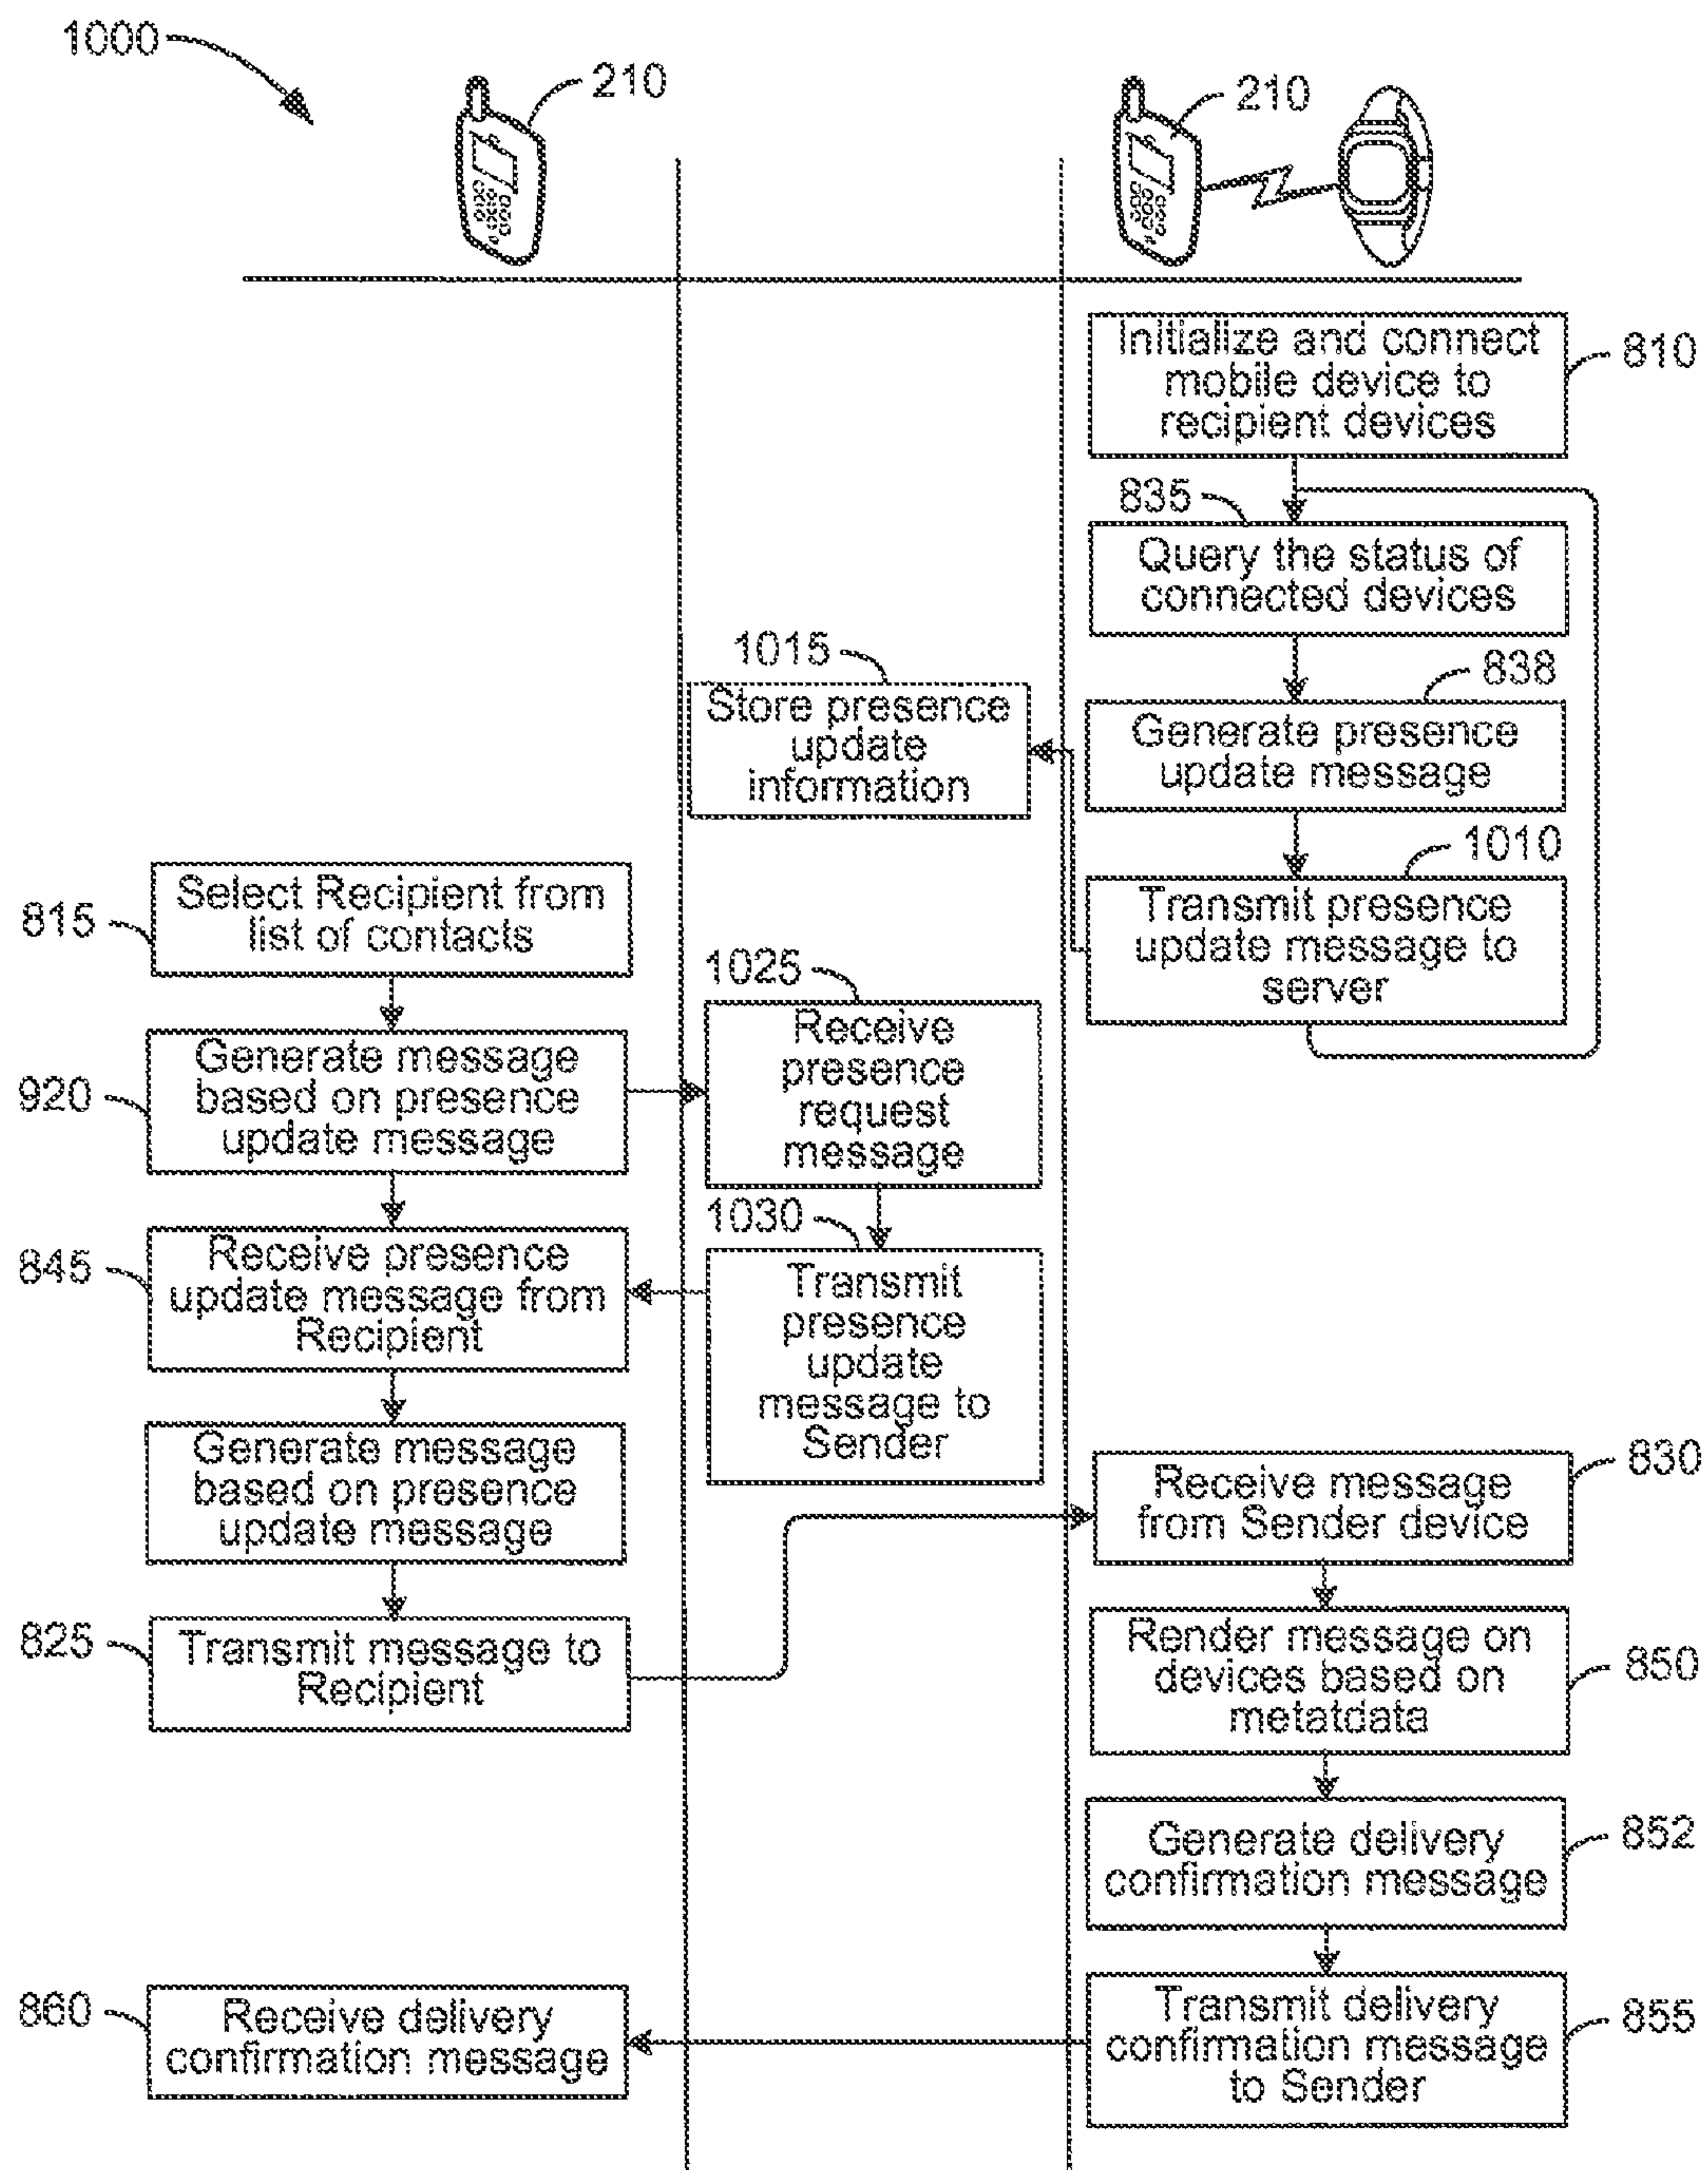 1000
210
210
Initialize and connect
mobile device to
recipient devices
810
835
Query the status of
connected devices
1015
Store presence
update
information
838
Generate presence
update message
1010
Transmit presence
update message to
server
815
Select Recipient from
list of contacts
1025
Receive
presence
request
message
920
Generate message
based on presence
update message
1030
Transmit
presence
update
message to
Sender
845
Receive presence
update message from
Recipient
Generate message
based on presence
update message
830
Receive message
from Sender device
825
Transmit message to
Recipient
Render message on
devices based on
metatdata
850
Generate delivery
confirmation message
852
860
Receive delivery
confirmation message
Transmit delivery
confirmation message
to Sender
855